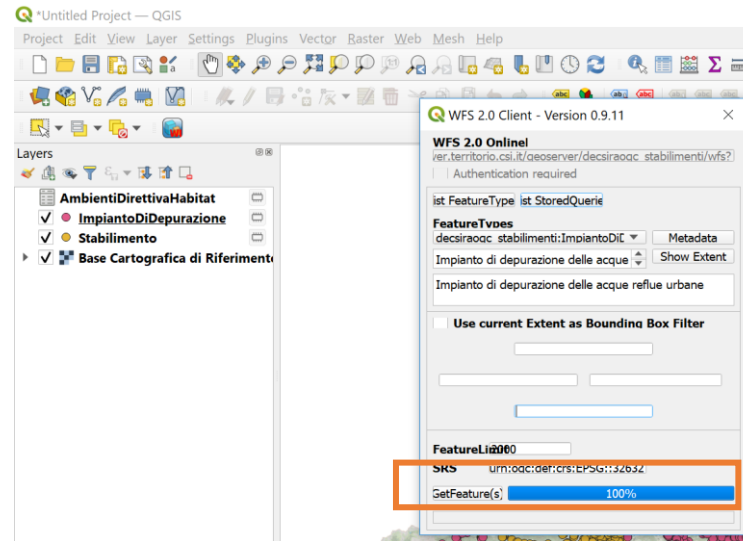 *Untitled Project — QGIS
Project Edit View Layer Settings Plugins Vector Raster Web Mesh Help
WFS 2.0 Client - Version 0.9.11
WFS 2.0 Onlinel
ver.territorio.csi.it/geoserver/decsiraogc_stabilimenti/wfs?
Authentication required
Layers
ist FeatureType ist StoredQuerie
AmbientiDirettivaHabitat
ImpiantoDiDepurazione
Stabilimento
Base Cartografica di Riferimento
FeatureTypes
decsiraogc_stabilimenti:ImpiantoDiD Metadata
Impianto di depurazione delle acque Show Extent
Impianto di depurazione delle acque reflue urbane
Use current Extent as Bounding Box Filter
FeatureLimit 2000
SRS urn:ogc:def:crs:EPSG::32632
GetFeature(s) 100%